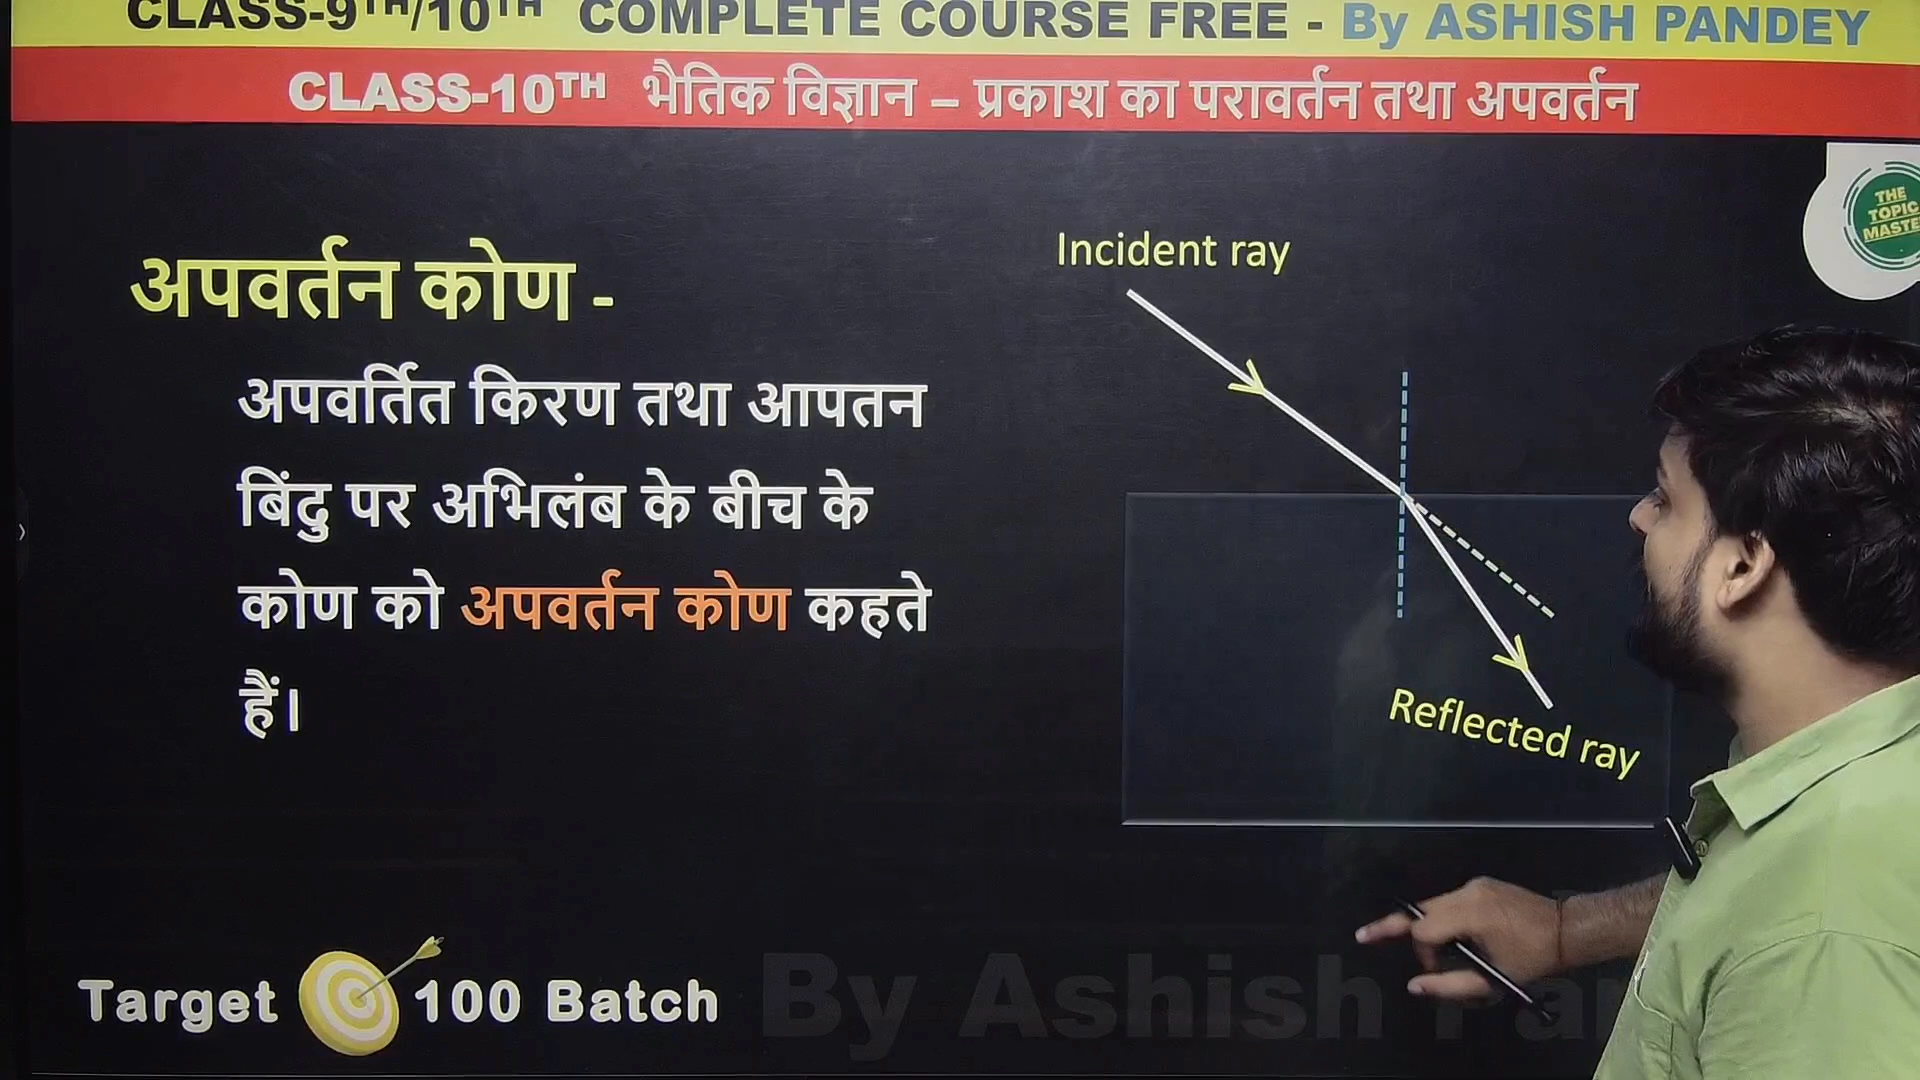 CLASS-9TH/10TH COMPLETE COURSE FREE - By ASHISH PANDEY
CLASS-10TH भैतिक विज्ञान – प्रकाश का परावर्तन तथा अपवर्तन
THE
TOPIC
अपवर्तन कोण -
अपवर्तित किरण तथा आपतन
बिंदु पर अभिलंब के बीच के
कोण को अपवर्तन कोण कहते
हैं।
Incident ray
Reflected ray
Target 100 Batch
By Ashish